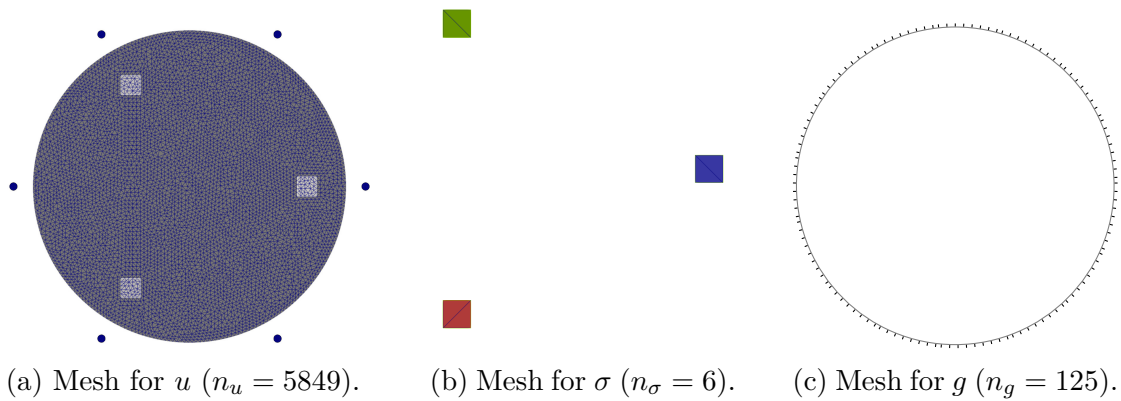 (a) Mesh for u (n_u = 5849).
(b) Mesh for σ (n_σ = 6).
(c) Mesh for g (n_g = 125).